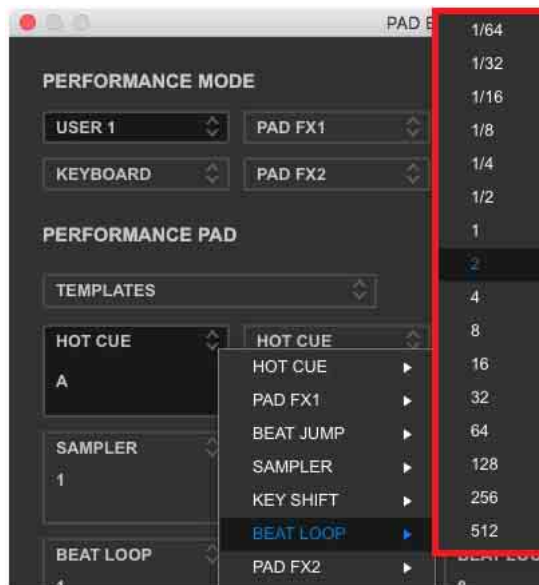 PAD E
PERFORMANCE MODE
USER 1
PAD FX1
KEYBOARD
PAD FX2
PERFORMANCE PAD
TEMPLATES
HOT CUE
HOT CUE
A
SAMPLER
1
BEAT LOOP
1
HOT CUE
PAD FX1
BEAT JUMP
SAMPLER
KEY SHIFT
BEAT LOOP
PAD FX2
1/64
1/32
1/16
1/8
1/4
1/2
1
2
4
8
16
32
64
128
256
512
BEAT LOO